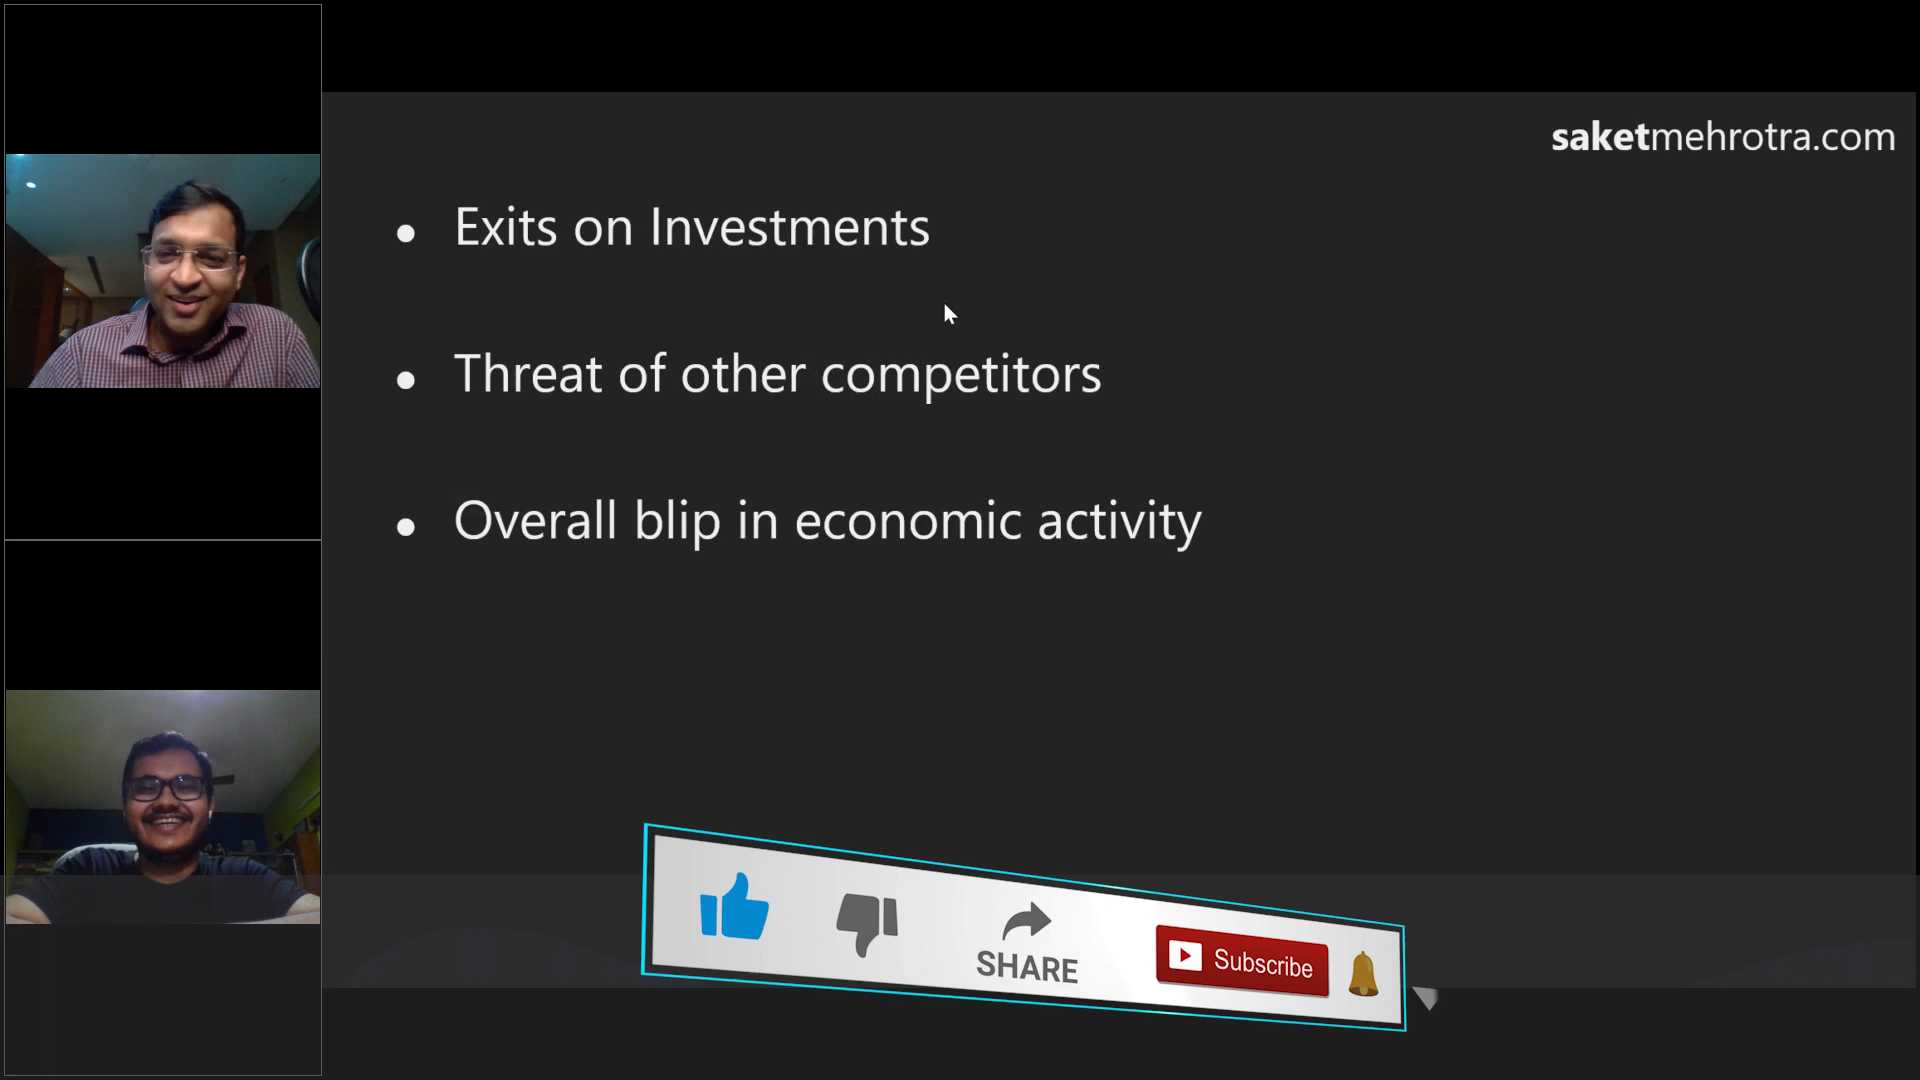 saketmehrotra.com
• Exits on Investments
• Threat of other competitors
• Overall blip in economic activity
SHARE
Subscribe